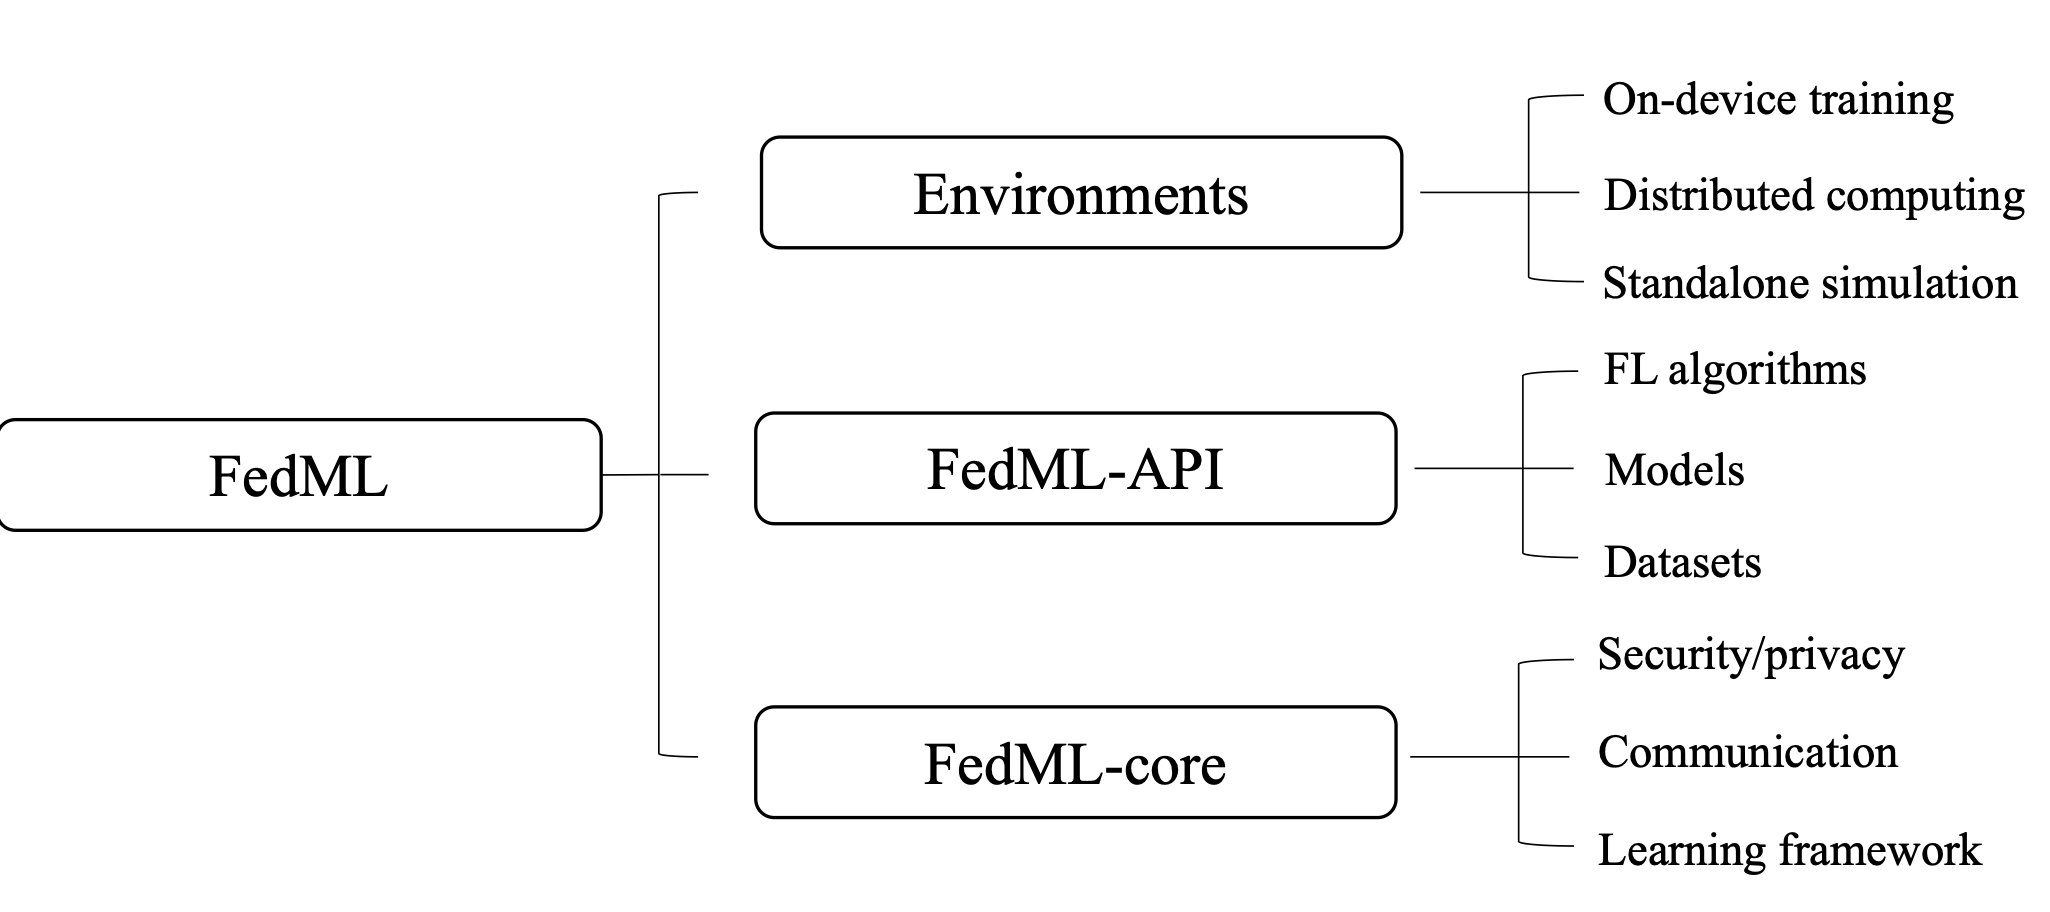 FedML
Environments
On-device training
Distributed computing
Standalone simulation
FedML-API
FL algorithms
Models
Datasets
FedML-core
Security/privacy
Communication
Learning framework